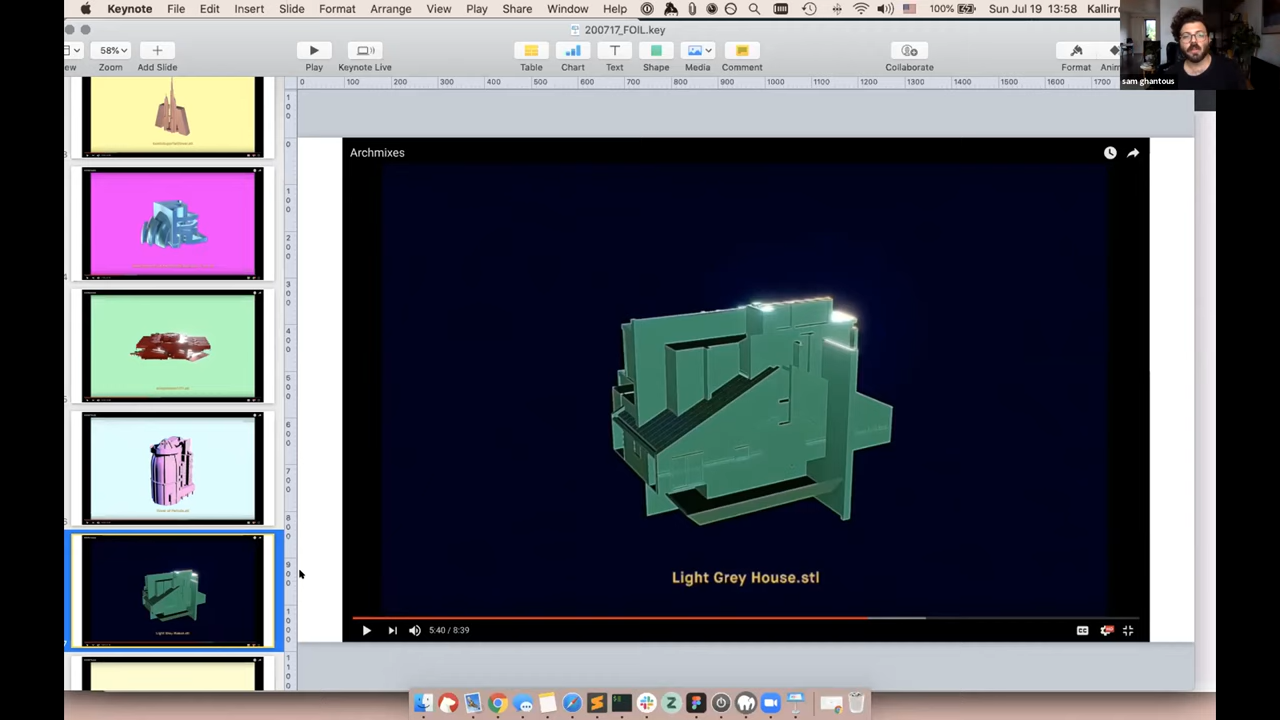 Keynote File Edit Insert Slide Format Arrange View Play Share Window Help 100% Sun Jul 19 13:58 Kallirr
200717_FOIL.key
58%
Zoom Add Slide Play Keynote Live Table Chart Text Shape Media Comment Collaborate Format
sam ghantous
0 100 200 300 400 500 600 700 800 900 1000 1100 1200 1300 1400 1500 1600 1700
Archmixes
Light Grey House.stl
5:40 / 8:39
CC